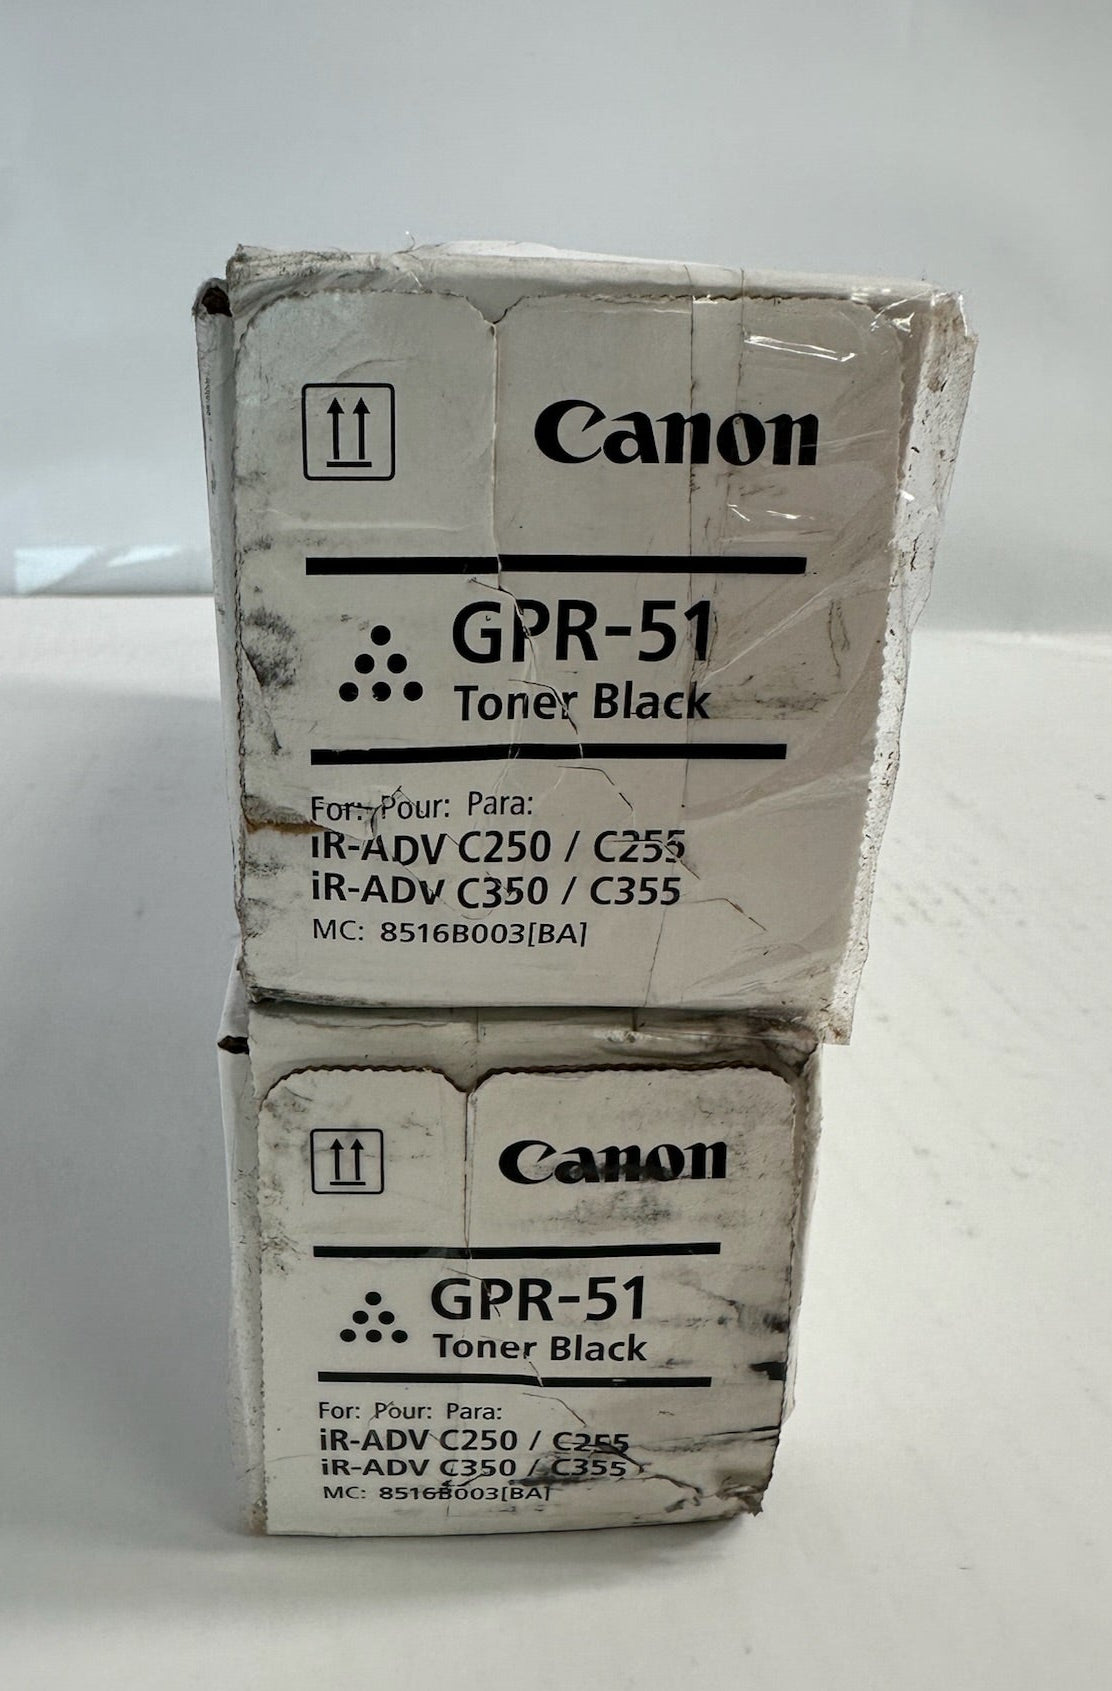 Canon
GPR-51
Toner Black
For: Pour: Para:
iR-ADV C250 / C255
iR-ADV C350 / C355
MC: 8516B003[BA]
Canon
GPR-51
Toner Black
For: Pour: Para:
iR-ADV C250 / C255
iR-ADV C350 / C355
MC: 8516B003[BA]